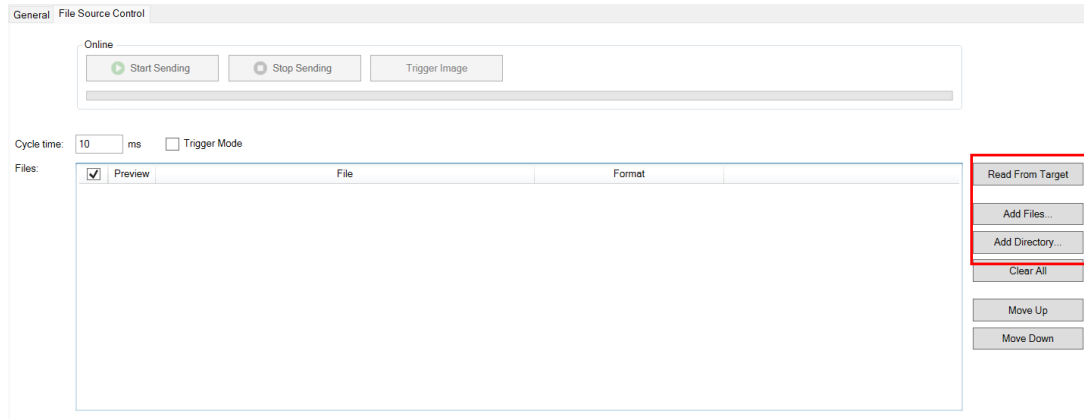 General File Source Control
Online
Start Sending Stop Sending Trigger Image
Cycle time: 10 ms Trigger Mode
Files:
Preview File Format
Read From Target
Add Files...
Add Directory...
Clear All
Move Up
Move Down